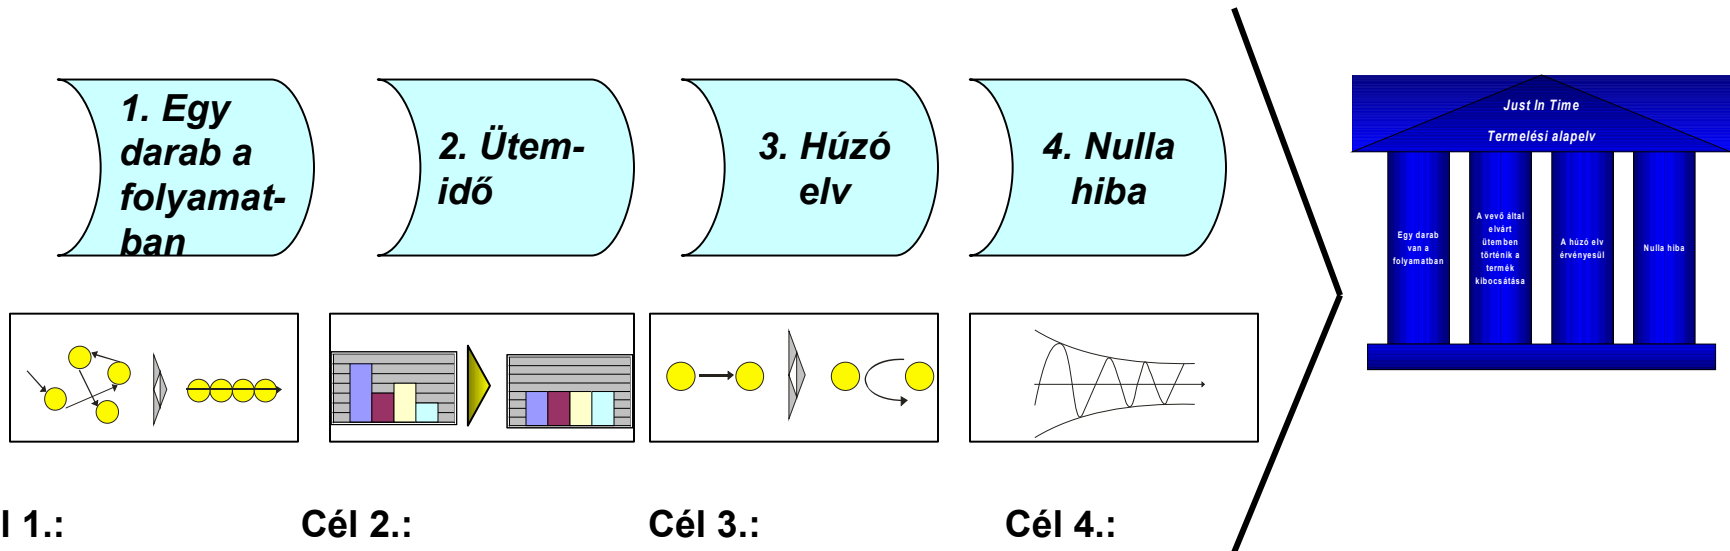 1. Egy
darab a
folyamat-
ban
2. Ütem-
idő
3. Húzó
elv
4. Nulla
hiba
Just In Time
Termelési alapelv
Egy darab
van a
folyamatban
A vevő által
elvárt
ütemben
történik a
termék
kibocsátása
A húzó elv
érvényesül
Nulla hiba
l 1.:
Cél 2.:
Cél 3.:
Cél 4.: